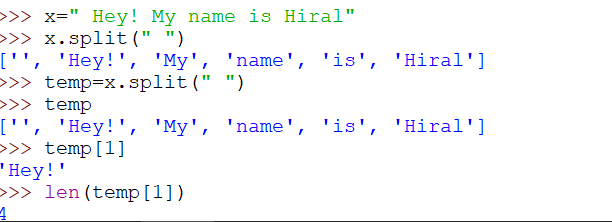 >>> x=" Hey! My name is Hiral"
>>> x.split(" ")
['', 'Hey!', 'My', 'name', 'is', 'Hiral']
>>> temp=x.split(" ")
>>> temp
['', 'Hey!', 'My', 'name', 'is', 'Hiral']
>>> temp[1]
'Hey!'
>>> len(temp[1])
4